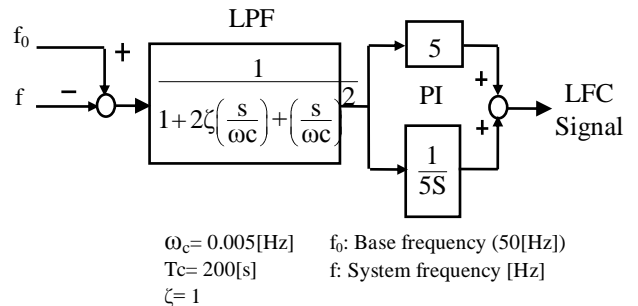 LPF
f₀
+
f
−
1
1+2ζ(s/ωc)+(s/ωc)²
5
PI
1
5S
+
+
LFC
Signal
ω_c= 0.005[Hz]
Tc= 200[s]
ζ= 1
f₀: Base frequency (50[Hz])
f: System frequency [Hz]